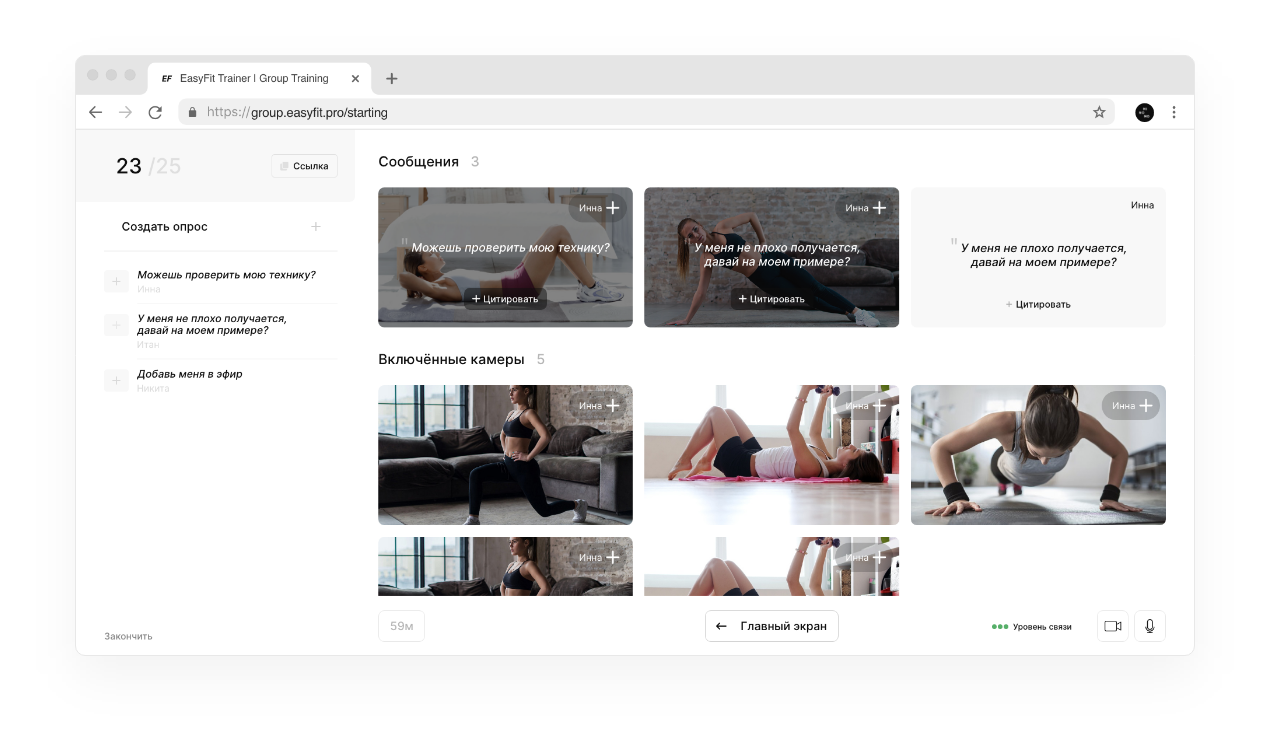 EF EasyFit Trainer I Group Training
https://group.easyfit.pro/starting
23 /25
Ссылка
Создать опрос
Можешь проверить мою технику?
Инна
У меня не плохо получается,
давай на моем примере?
Итан
Добавь меня в эфир
Никита
Закончить
Сообщения 3
Инна
" Можешь проверить мою технику?
Цитировать
Инна
" У меня не плохо получается,
давай на моем примере?
Цитировать
Инна
" У меня не плохо получается,
давай на моем примере?
Цитировать
Включённые камеры 5
Инна
Инна
Инна
Инна
Инна
59м
Главный экран
Уровень связи